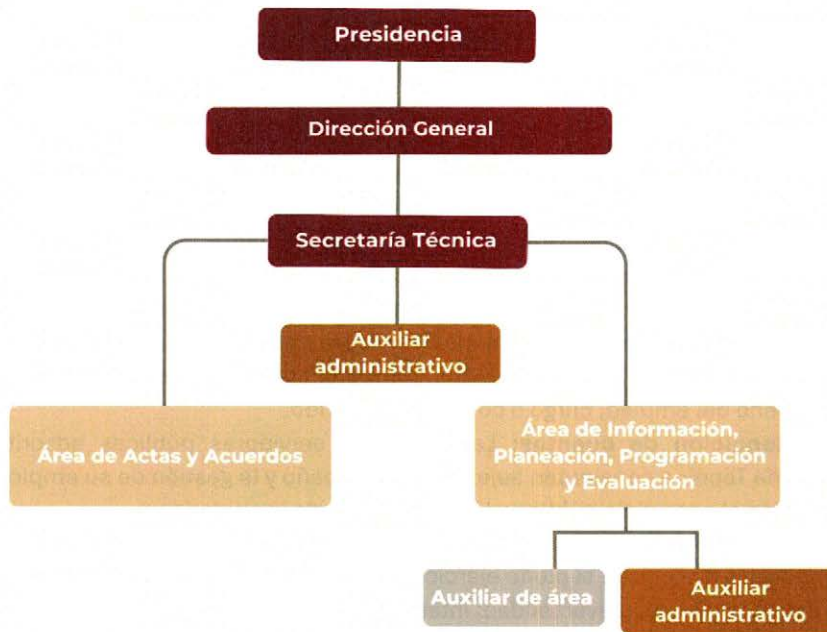 Presidencia
Dirección General
Secretaría Técnica
Auxiliar
administrativo
Área de Actas y Acuerdos
Área de Información,
Planeación, Programación
y Evaluación
Auxiliar de área
Auxiliar
administrativo